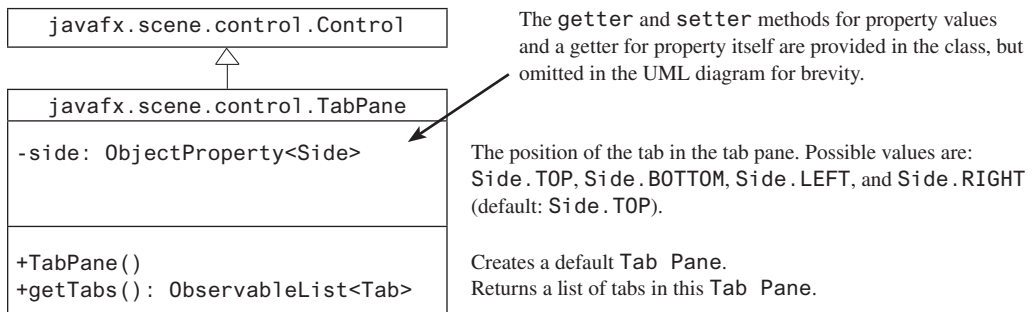 javafx.scene.control.Control
The getter and setter methods for property values
and a getter for property itself are provided in the class, but
omitted in the UML diagram for brevity.
javafx.scene.control.TabPane
-side: ObjectProperty<Side>
The position of the tab in the tab pane. Possible values are:
Side.TOP, Side.BOTTOM, Side.LEFT, and Side.RIGHT
(default: Side.TOP).
+TabPane()
Creates a default Tab Pane.
+getTabs(): ObservableList<Tab>
Returns a list of tabs in this Tab Pane.